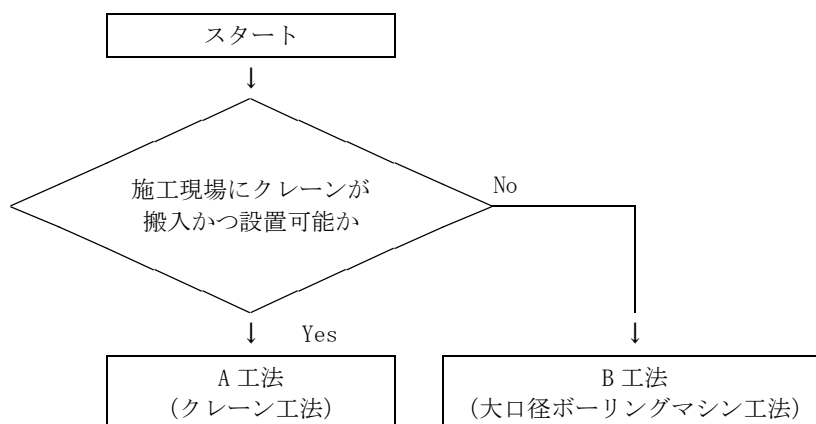 スタート
↓
施工現場にクレーンが
搬入かつ設置可能か
No
↓ Yes
↓
A 工法
(クレーン工法)
B 工法
(大口径ボーリングマシン工法)